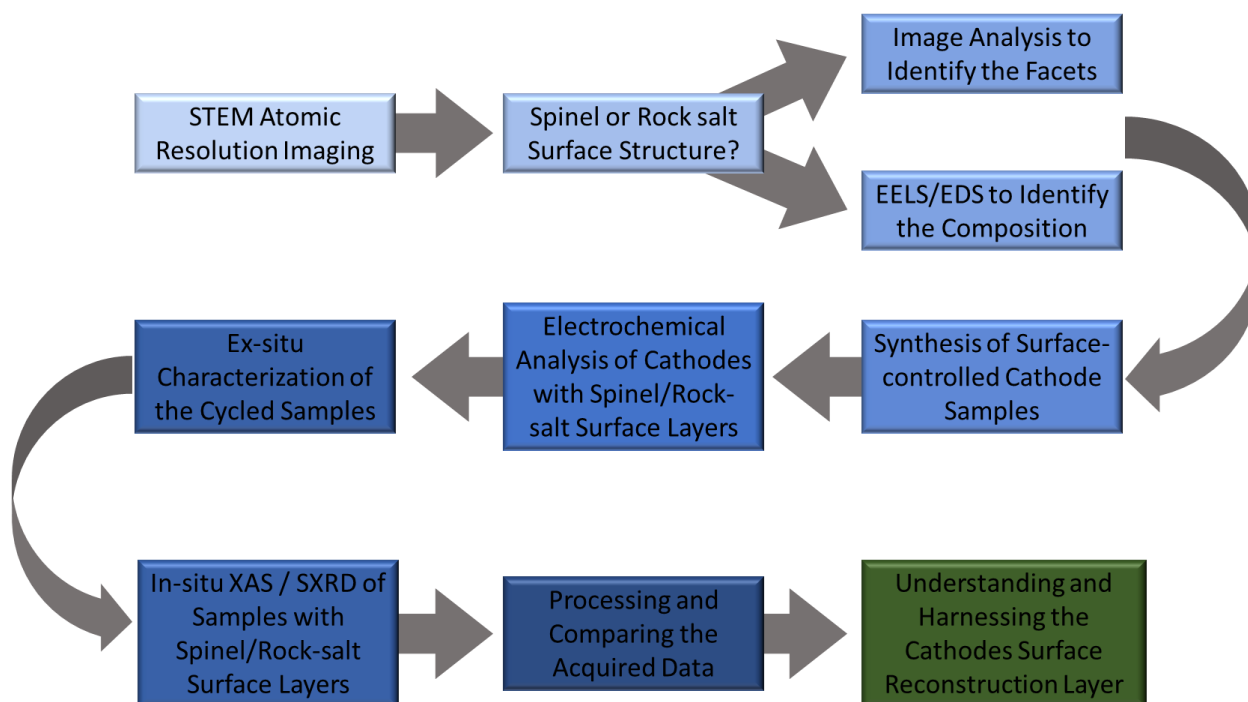 STEM Atomic
Resolution Imaging
Spinel or Rock salt
Surface Structure?
Image Analysis to
Identify the Facets
EELS/EDS to Identify
the Composition
Synthesis of Surface-
controlled Cathode
Samples
Electrochemical
Analysis of Cathodes
with Spinel/Rock-
salt Surface Layers
Ex-situ
Characterization of
the Cycled Samples
In-situ XAS / SXRD of
Samples with
Spinel/Rock-salt
Surface Layers
Processing and
Comparing the
Acquired Data
Understanding and
Harnessing the
Cathodes Surface
Reconstruction Layer